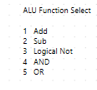 ALU Function Select
1 Add
2 Sub
3 Logical Not
4 AND
5 OR